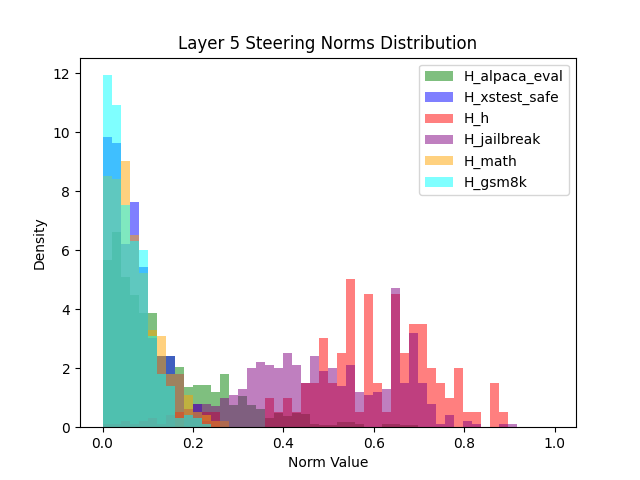 Layer 5 Steering Norms Distribution
H_alpaca_eval
H_xstest_safe
H_h
H_jailbreak
H_math
H_gsm8k
12
10
8
6
4
2
0
Density
0.0 0.2 0.4 0.6 0.8 1.0
Norm Value